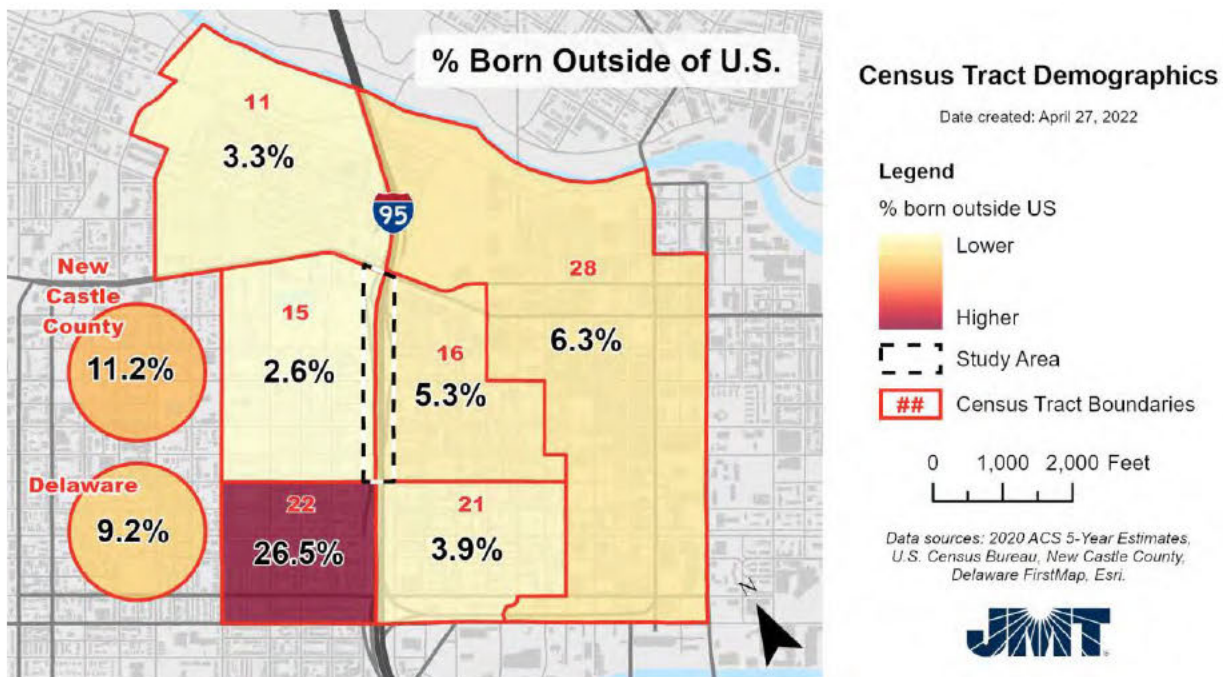 % Born Outside of U.S.
11
3.3%
95
28
6.3%
New
Castle
County
11.2%
15
2.6%
16
5.3%
Delaware
9.2%
22
26.5%
21
3.9%
N
Census Tract Demographics
Date created: April 27, 2022
Legend
% born outside US
Lower
Higher
Study Area
## Census Tract Boundaries
0 1,000 2,000 Feet
Data sources: 2020 ACS 5-Year Estimates,
U.S. Census Bureau, New Castle County,
Delaware FirstMap, Esri.
JMT